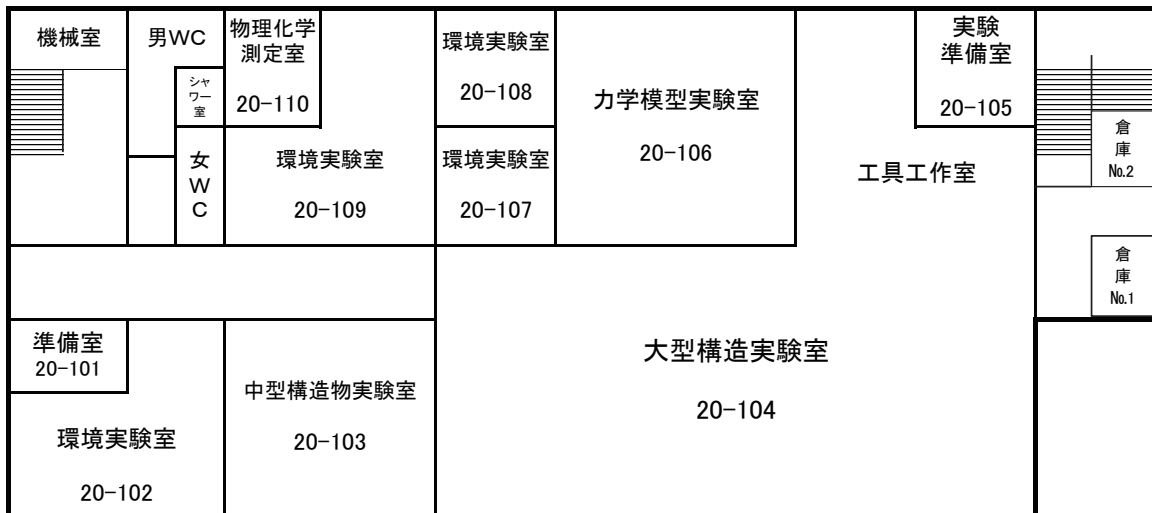 機械室
男WC
シャ
ワー
室
女
W
C
物理化学
測定室
20-110
環境実験室
20-109
環境実験室
20-108
環境実験室
20-107
力学模型実験室
20-106
実験
準備室
20-105
工具工作室
倉
庫
№2
倉
庫
№1
準備室
20-101
環境実験室
20-102
中型構造物実験室
20-103
大型構造実験室
20-104